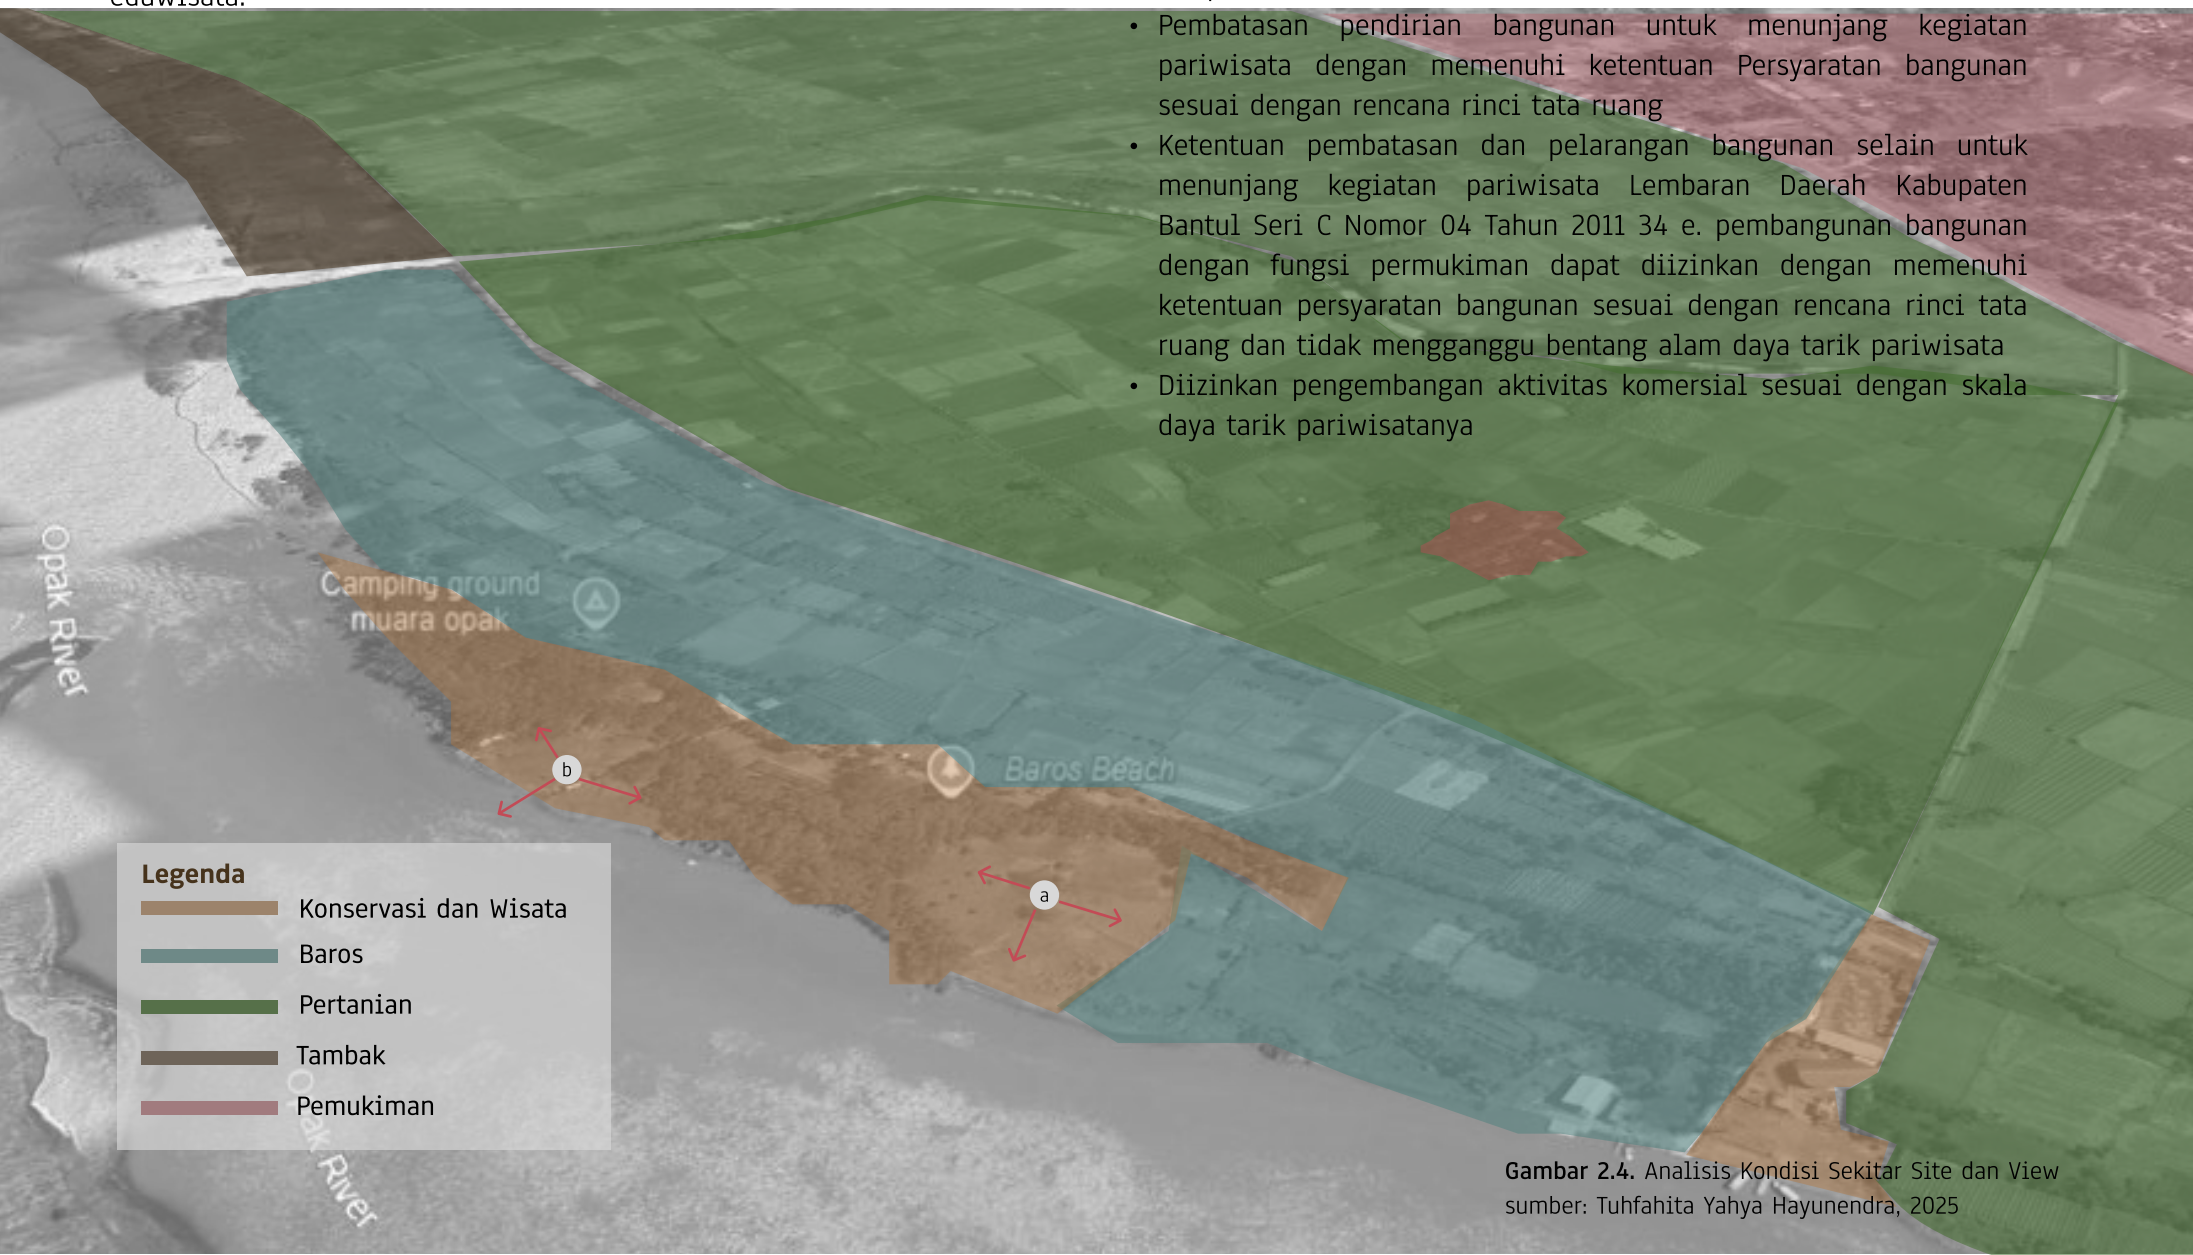 eduwisata.
• Pembatasan pendirian bangunan untuk menunjang kegiatan
pariwisata dengan memenuhi ketentuan Persyaratan bangunan
sesuai dengan rencana rinci tata ruang
• Ketentuan pembatasan dan pelarangan bangunan selain untuk
menunjang kegiatan pariwisata Lembaran Daerah Kabupaten
Bantul Seri C Nomor 04 Tahun 2011 34 e. pembangunan bangunan
dengan fungsi permukiman dapat diizinkan dengan memenuhi
ketentuan persyaratan bangunan sesuai dengan rencana rinci tata
ruang dan tidak mengganggu bentang alam daya tarik pariwisata
• Diizinkan pengembangan aktivitas komersial sesuai dengan skala
daya tarik pariwisatanya
Opak River
Camping ground
muara opak
Baros Beach
b
a
Legenda
Konservasi dan Wisata
Baros
Pertanian
Tambak
Pemukiman
Opak River
Gambar 2.4. Analisis Kondisi Sekitar Site dan View
sumber: Tuhfahita Yahya Hayunendra, 2025